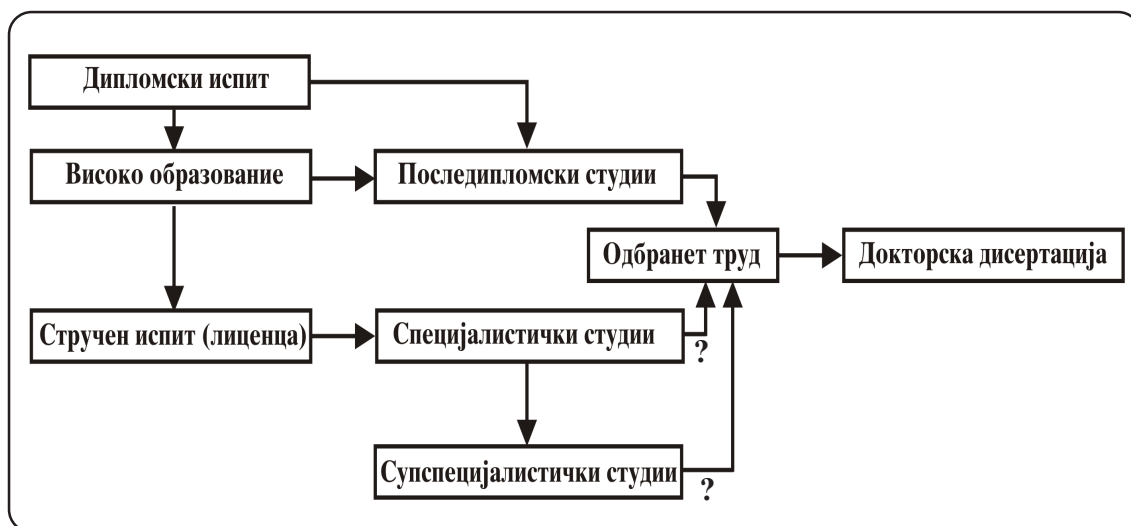 Дипломски испит
Високо образование
Последипломски студии
Одбранет труд
Докторска дисертација
Стручен испит (лиценца)
Специјалистички студии
?
Супспецијалистички студии
?